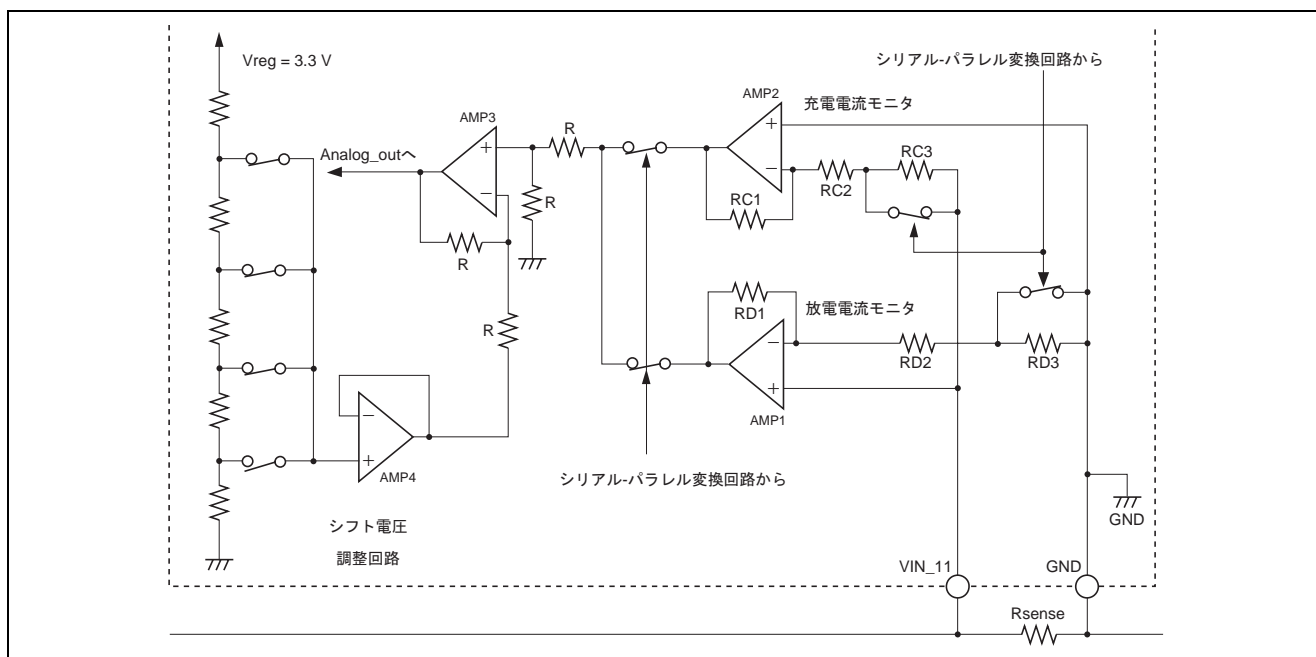 Vreg = 3.3 V
シリアル-パラレル変換回路から
AMP2
充電電流モニタ
AMP3
R
Analog_outへ
RC3
RC2
R
RC1
R
RD1
放電電流モニタ
R
RD2
RD3
AMP1
AMP4
シリアル-パラレル変換回路から
シフト電圧
調整回路
GND
VIN_11
GND
Rsense